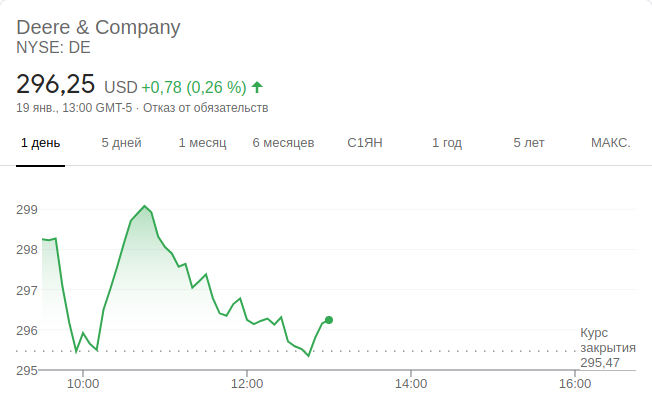 Deere & Company
NYSE: DE
296,25 USD +0,78 (0,26 %)
19 янв., 13:00 GMT-5 · Отказ от обязательств
1 день 5 дней 1 месяц 6 месяцев С1ЯН 1 год 5 лет МАКС.
299
298
297
296
295
Курс
закрытия
295,47
10:00 12:00 14:00 16:00